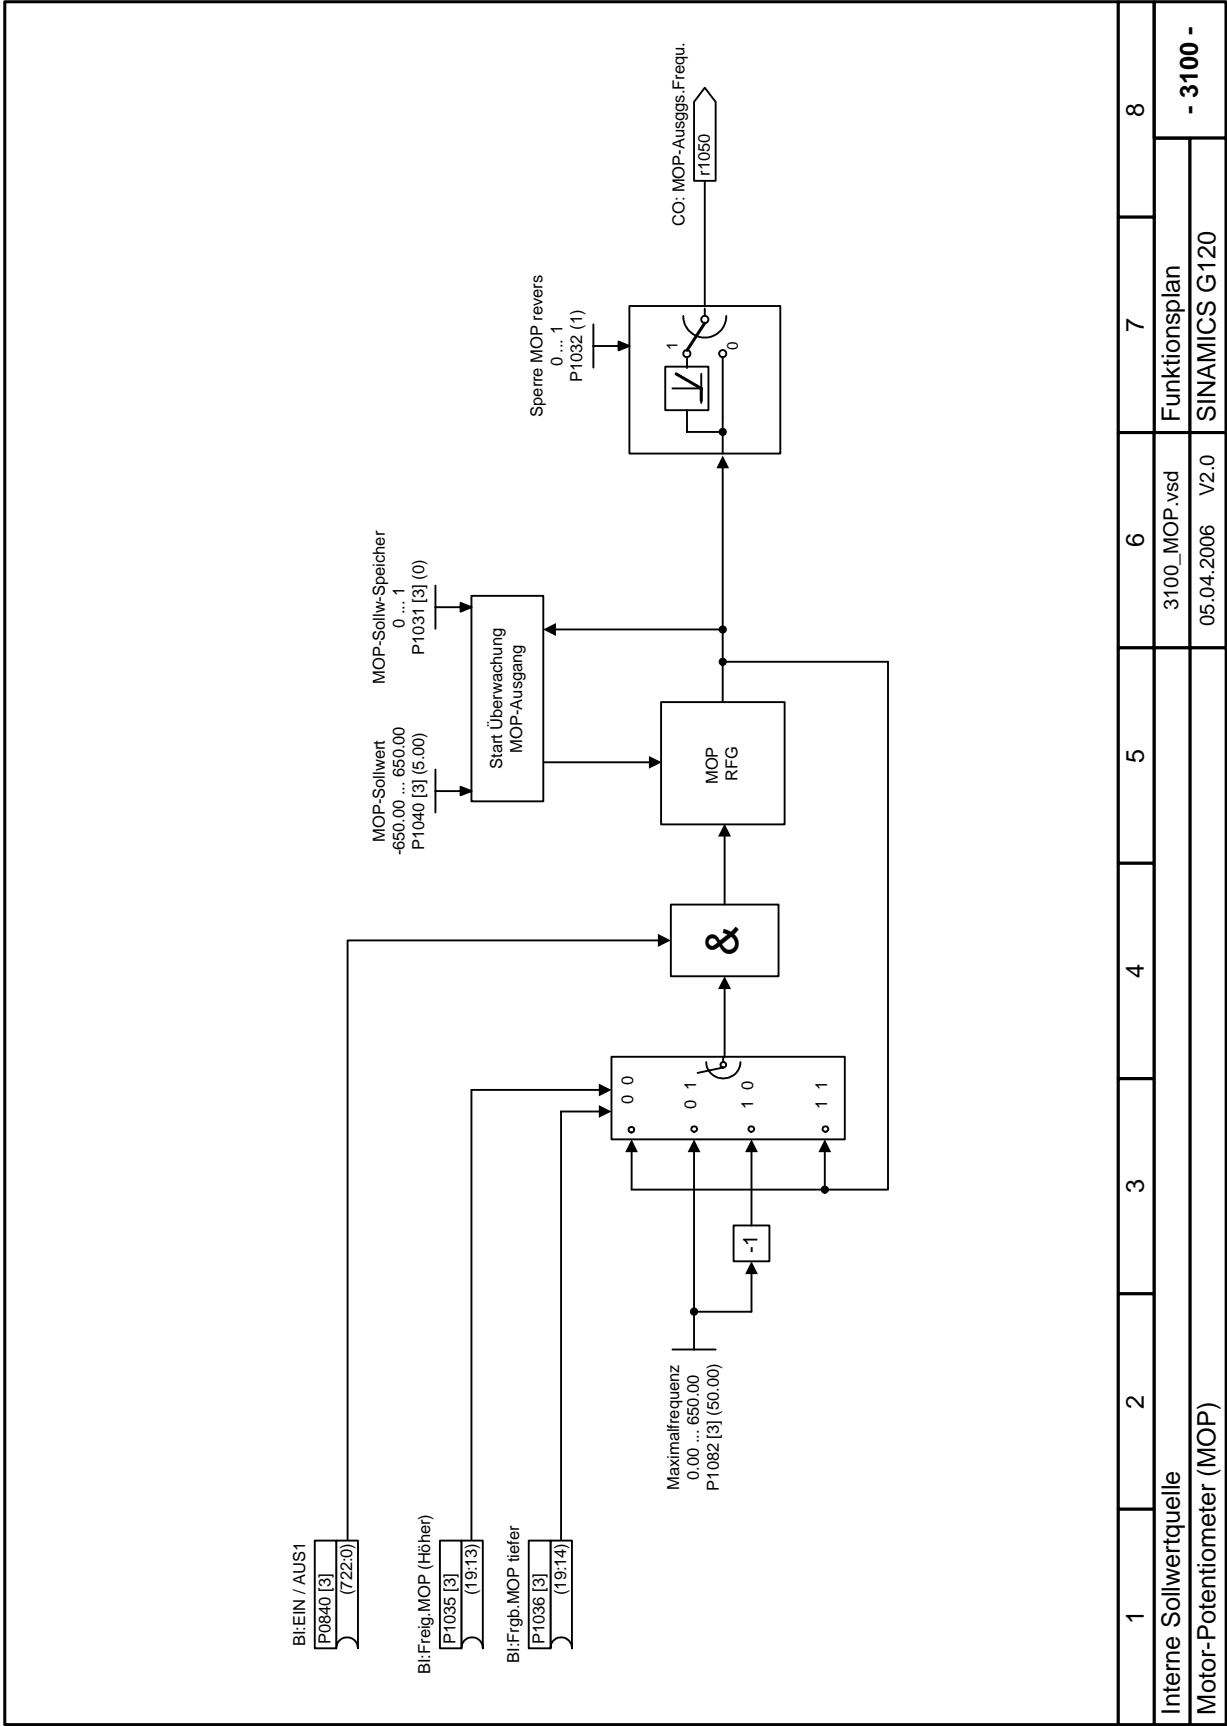 BI:EIN / AUS1
P0840 [3]
(722:0)
BI:Freig.MOP (Höher)
P1035 [3]
(19:13)
BI:Frgb.MOP tiefer
P1036 [3]
(19:14)
Maximalfrequenz
0.00 ... 650.00
P1082 [3] (50.00)
-1
0 0
0 1
1 0
1 1
&
MOP-Sollwert
-650.00 ... 650.00
P1040 [3] (5.00)
MOP-Sollw-Speicher
0 ... 1
P1031 [3] (0)
Start Überwachung
MOP-Ausgang
MOP
RFG
Sperre MOP revers
0 ... 1
P1032 (1)
1
0
CO: MOP-Ausggs.Frequ.
r1050
1 2 3 4 5 6 7 8
Interne Sollwertquelle 3100_MOP.vsd Funktionsplan - 3100 -
Motor-Potentiometer (MOP) 05.04.2006 V2.0 SINAMICS G120